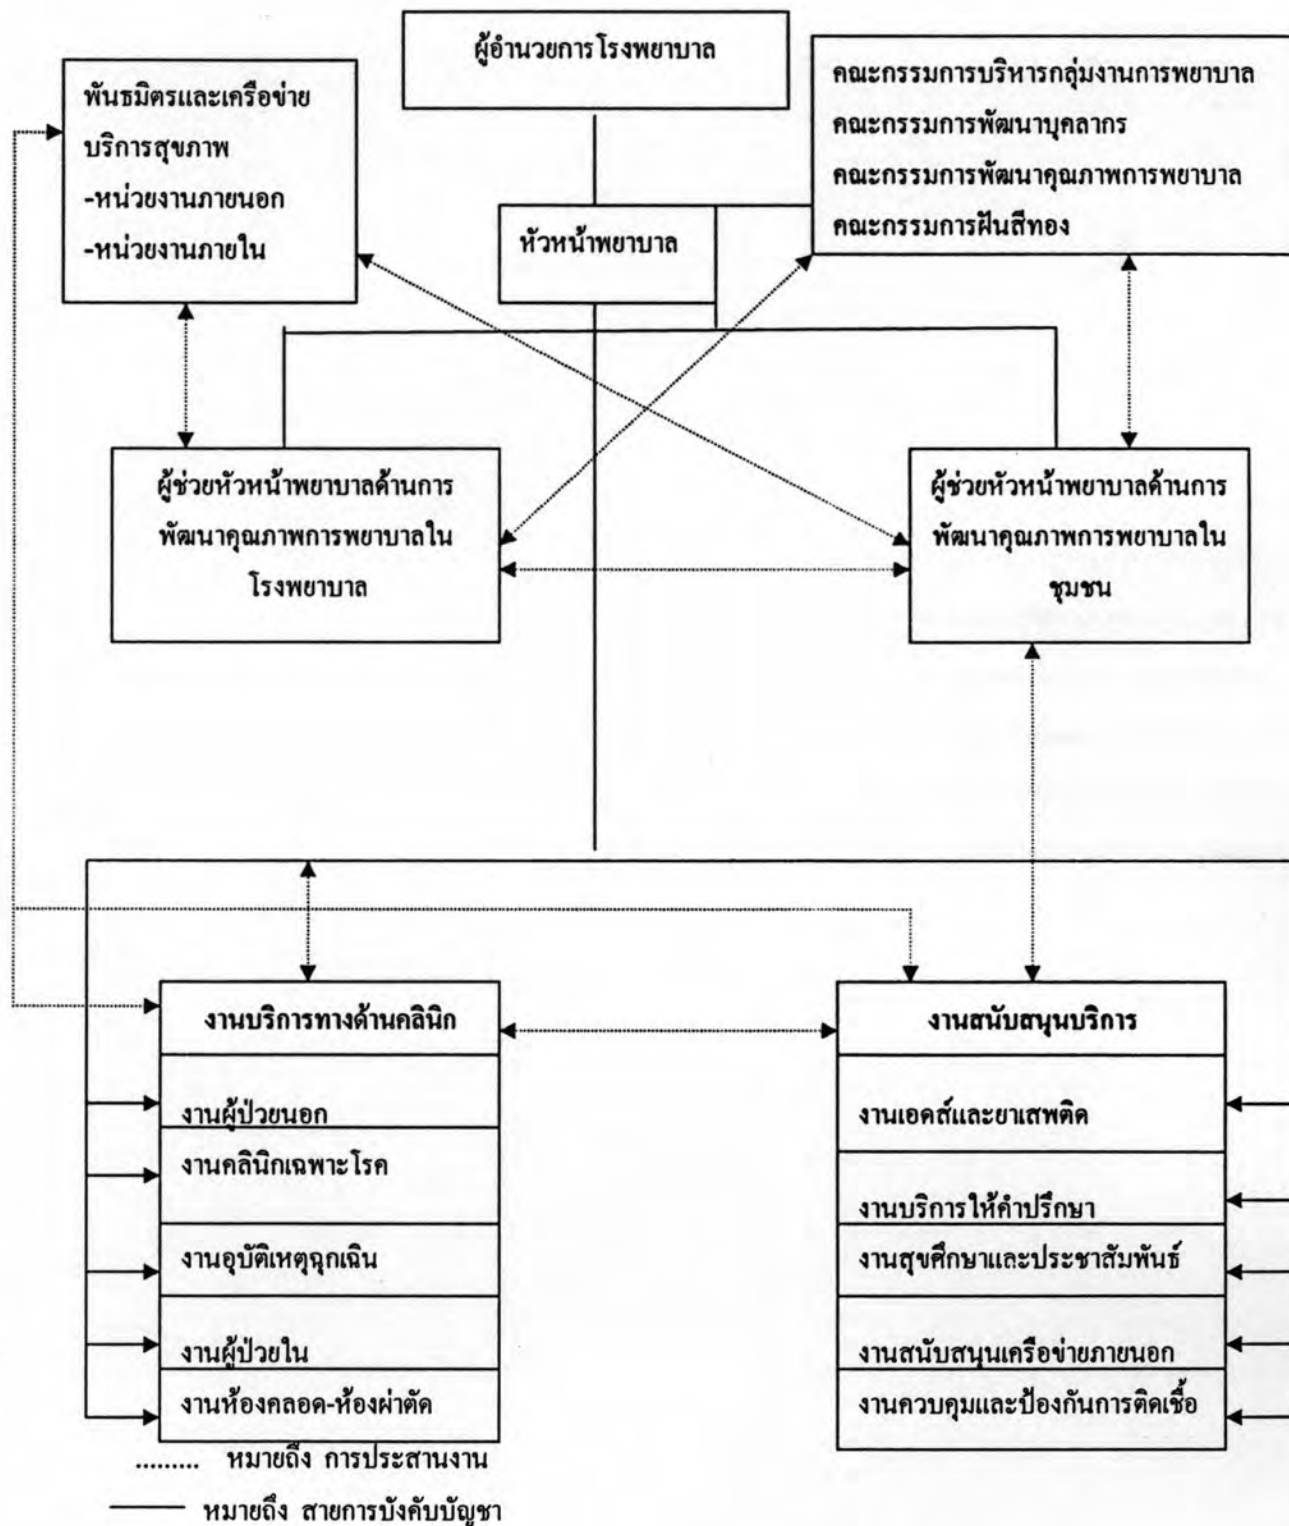 ผู้อำนวยการโรงพยาบาล
พันธมิตรและเครือข่าย
บริการสุขภาพ
-หน่วยงานภายนอก
-หน่วยงานภายใน
คณะกรรมการบริหารกลุ่มงานการพยาบาล
คณะกรรมการพัฒนาบุคลากร
คณะกรรมการพัฒนาคุณภาพการพยาบาล
คณะกรรมการฝันสีทอง
หัวหน้าพยาบาล
ผู้ช่วยหัวหน้าพยาบาลด้านการ
พัฒนาคุณภาพการพยาบาลใน
โรงพยาบาล
ผู้ช่วยหัวหน้าพยาบาลด้านการ
พัฒนาคุณภาพการพยาบาลใน
ชุมชน
งานบริการทางด้านคลินิก
งานผู้ป่วยนอก
งานคลินิกเฉพาะโรค
งานอุบัติเหตุฉุกเฉิน
งานผู้ป่วยใน
งานห้องคลอด-ห้องผ่าตัด
งานสนับสนุนบริการ
งานเอดส์และยาเสพติด
งานบริการให้คำปรึกษา
งานสุขศึกษาและประชาสัมพันธ์
งานสนับสนุนเครือข่ายภายนอก
งานควบคุมและป้องกันการติดเชื้อ
......... หมายถึง การประสานงาน
หมายถึง สายการบังคับบัญชา